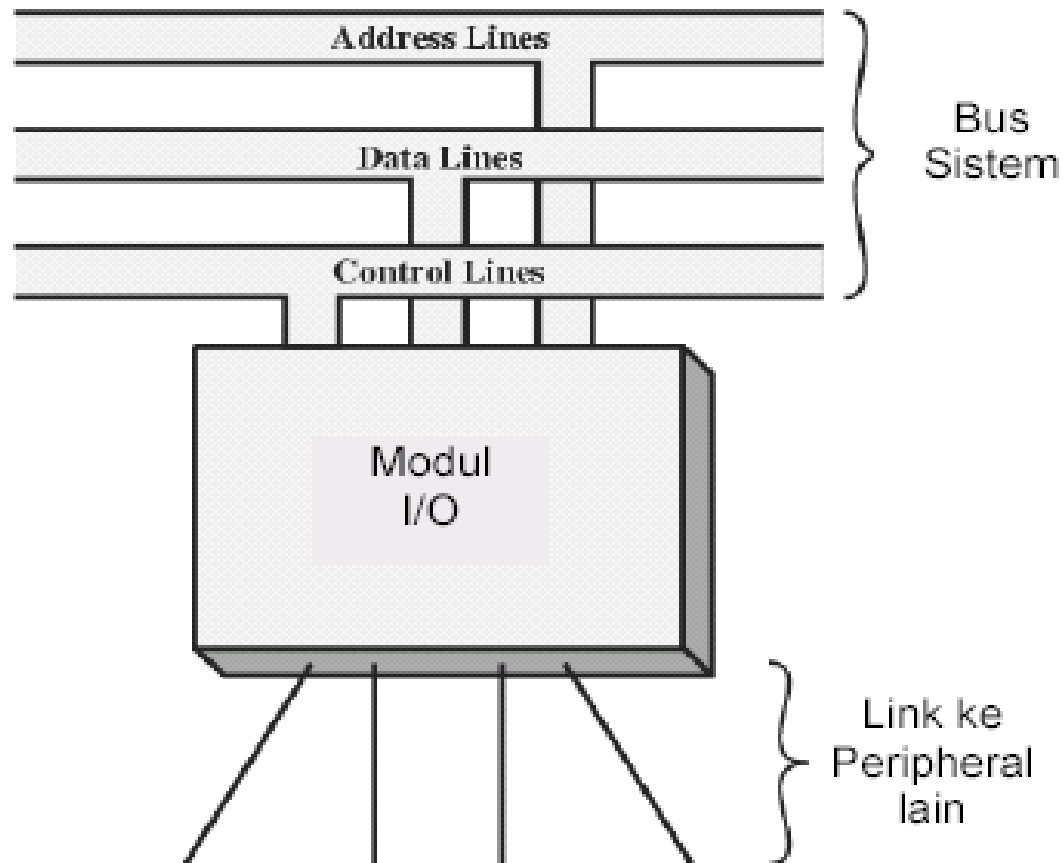 Address Lines
Bus
Sistem
Data Lines
Control Lines
Modul
I/O
Link ke
Peripheral
lain